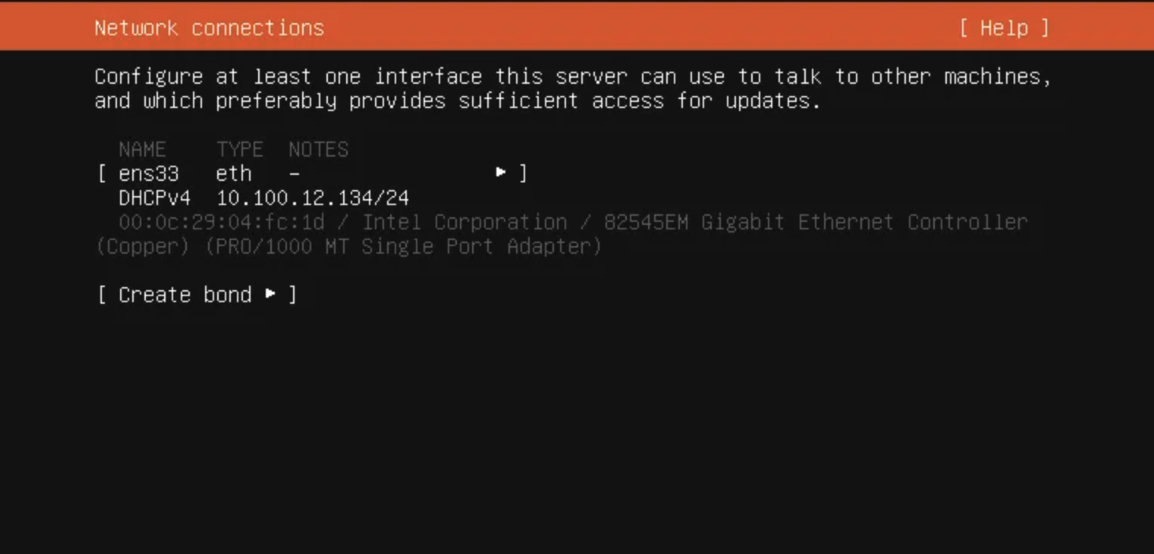 Network connections [ Help ]
Configure at least one interface this server can use to talk to other machines,
and which preferably provides sufficient access for updates.
NAME TYPE NOTES
[ ens33 eth – ▸ ]
DHCPv4 10.100.12.134/24
00:0c:29:04:fc:1d / Intel Corporation / 82545EM Gigabit Ethernet Controller
(Copper) (PRO/1000 MT Single Port Adapter)
[ Create bond ▸ ]